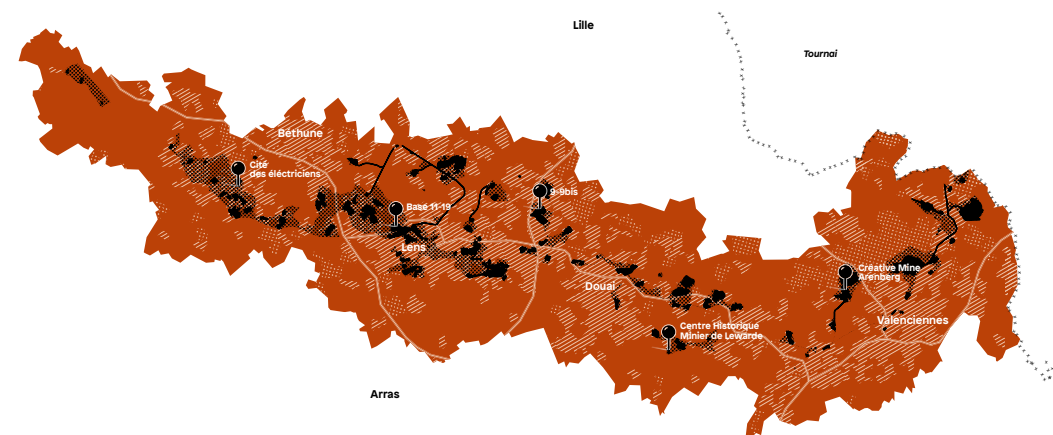 Lille
Tournai
Béthune
Cité
des éléctriciens
9-9bis
Base 11-19
Lens
Créative Mine
Arenberg
Douai
Valenciennes
Centre Historique
Minier de Lewarde
Arras